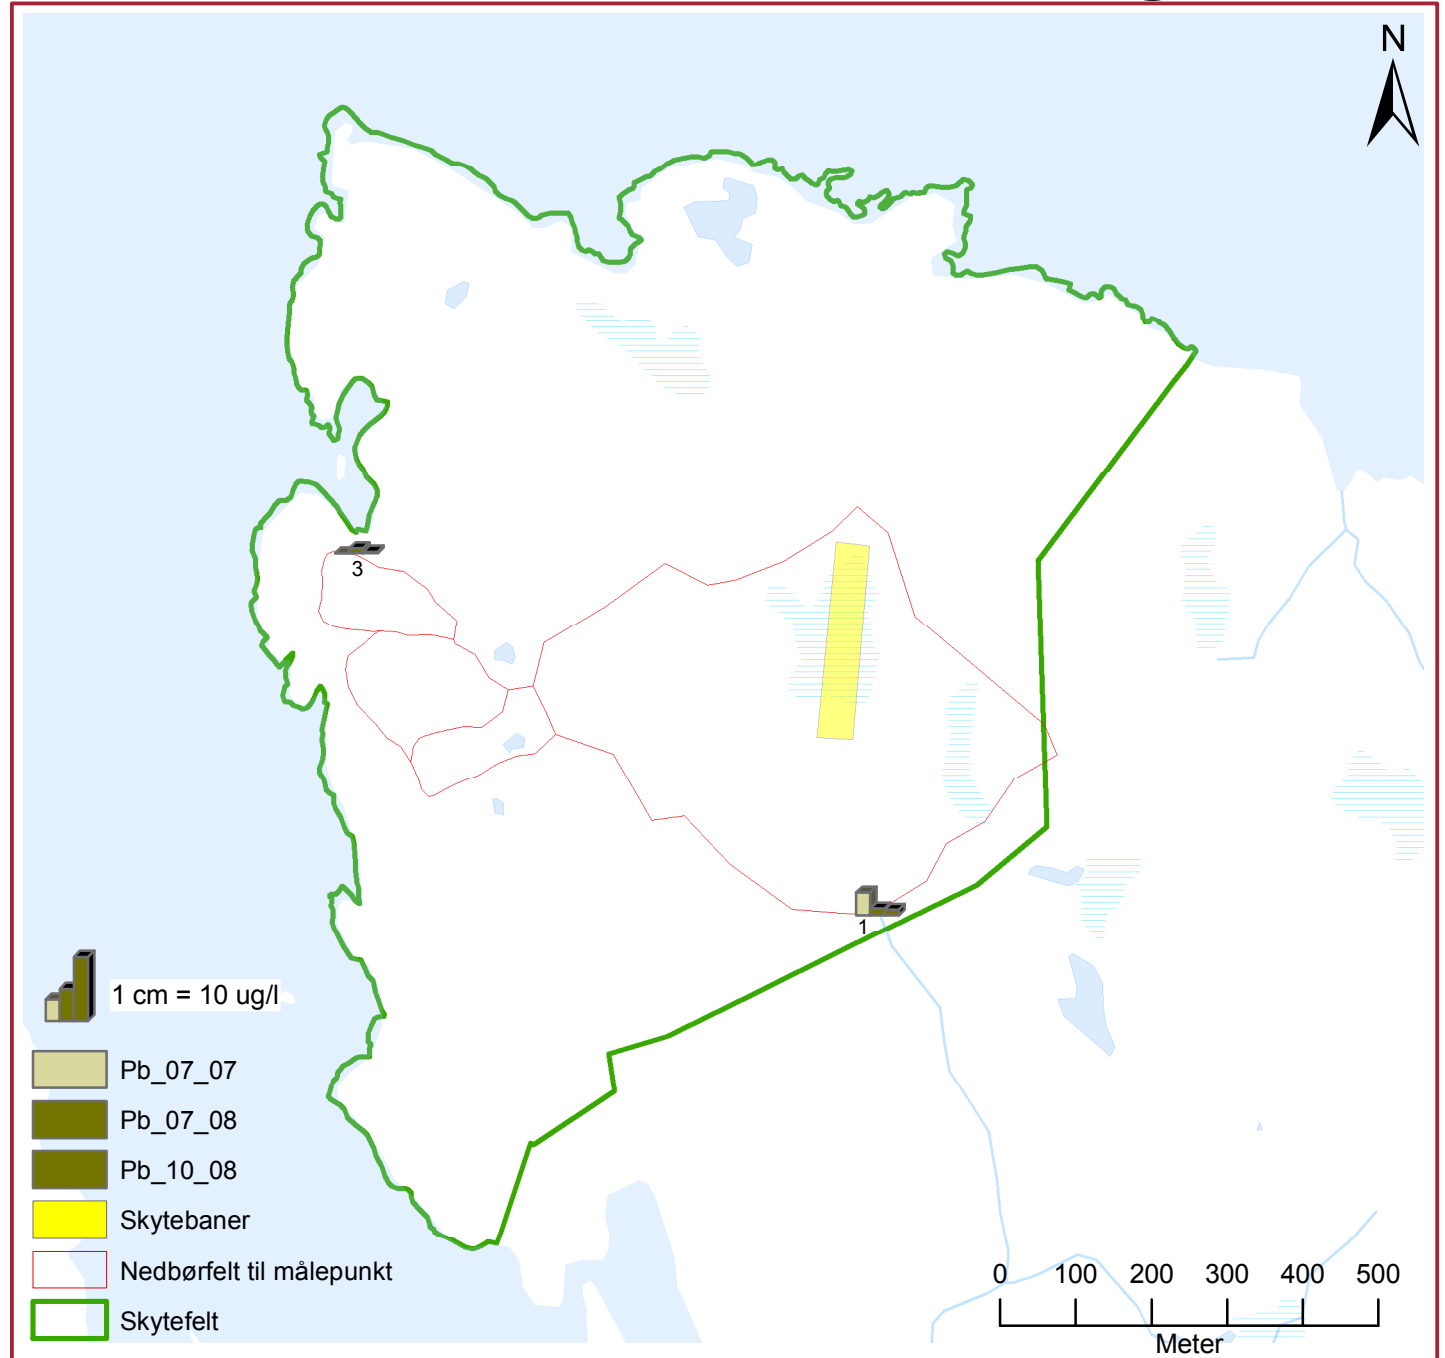 N
3
1
1 cm = 10 ug/l
Pb_07_07
Pb_07_08
Pb_10_08
Skytebaner
Nedbørfelt til målepunkt
Skytefelt
0 100 200 300 400 500
Meter